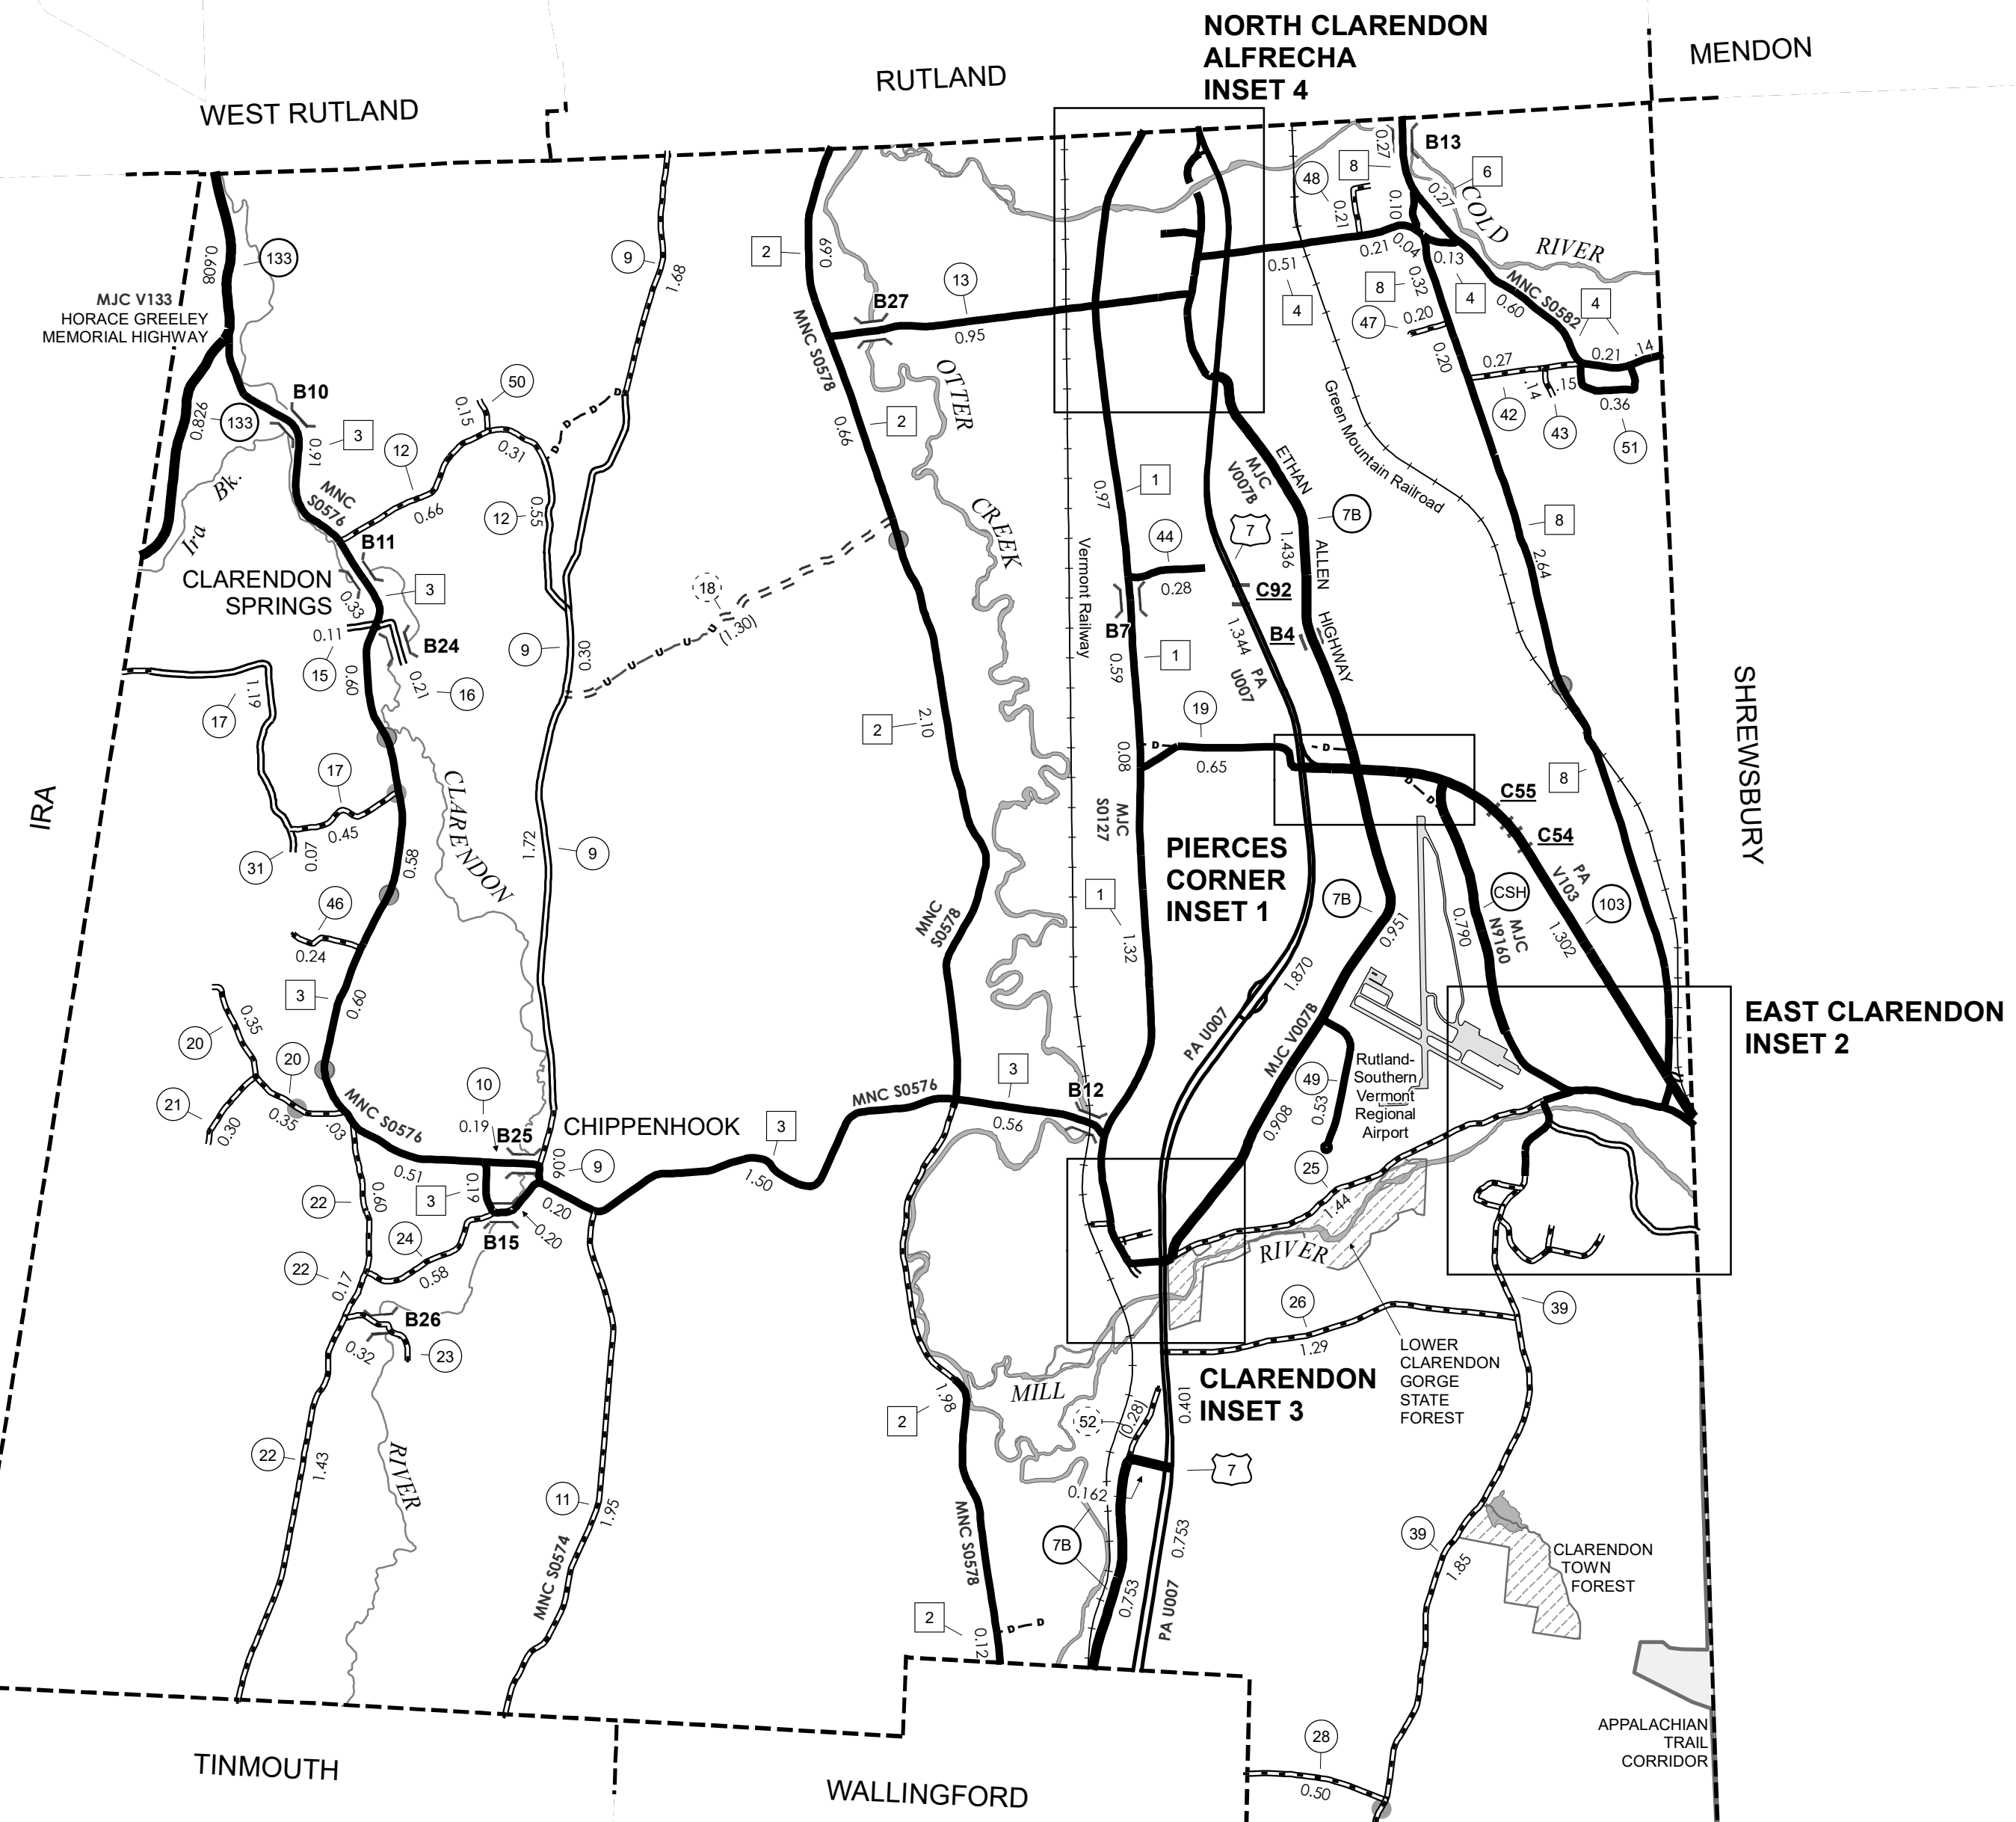 NORTH CLARENDON
ALFRECHA
INSET 4
MENDON
RUTLAND
WEST RUTLAND
B13
0.27
8
6
48
0.27
COLD
RIVER
0.21
0.10
133
0.608
9
1.68
2
0.69
13
B27
0.95
0.51
0.21
0.04
0.13
4
8
0.32
4
MNC S0582
0.60
4
MJC V133
HORACE GREELEY
MEMORIAL HIGHWAY
MNC S0578
47
0.20
0.20
0.27
0.21
.14
.14
.15
0.36
42
43
51
OTTER
CREEK
Green Mountain Railroad
B10
133
0.826
0.91
3
50
0.15
12
0.31
D
D
D
2
0.66
ETHAN
ALLEN
HIGHWAY
MJC
V007B
7B
7
1.436
1
0.97
8
2.64
Ira
Bk.
MNC
S0576
0.66
12
0.55
B11
44
0.28
Vermont Railway
C92
B4
B7
CLARENDON
SPRINGS
0.33
3
18
(1.30)
U
U
U
U
0.11
15
B24
0.21
16
0.60
9
0.30
1
0.59
1.344
PA
U007
SHREWSBURY
17
1.19
2
2.10
19
D
0.65
0.08
D
D
D
8
IRA
17
0.45
31
0.07
CLARENDON
0.58
1.72
9
MJC
S0127
C55
C54
PIERCES
CORNER
INSET 1
PA
V103
103
CSH
0.790
MJC
N9160
1.302
7B
0.951
1
1.32
46
0.24
MNC
S0578
1.870
3
0.60
EAST CLARENDON
INSET 2
20
0.35
20
21
0.30
0.35
.03
MNC S0576
PA U007
MJC V007B
49
0.53
Rutland-
Southern
Vermont
Regional
Airport
10
0.19
B25
CHIPPENHOOK
MNC S0576
3
0.56
B12
3
1.50
0.908
0.51
0.06
9
25
1.44
22
0.60
3
0.19
0.20
0.20
B15
24
0.58
RIVER
22
0.17
B26
0.32
23
26
1.29
39
LOWER
CLARENDON
GORGE
STATE
FOREST
CLARENDON
INSET 3
MILL
1.98
2
52
(0.28)
0.401
7
0.162
22
1.43
RIVER
11
1.95
MNC S0574
MNC S0578
7B
0.753
0.753
PA U007
39
1.85
CLARENDON
TOWN
FOREST
2
0.12
D
D
28
0.50
APPALACHIAN
TRAIL
CORRIDOR
TINMOUTH
WALLINGFORD